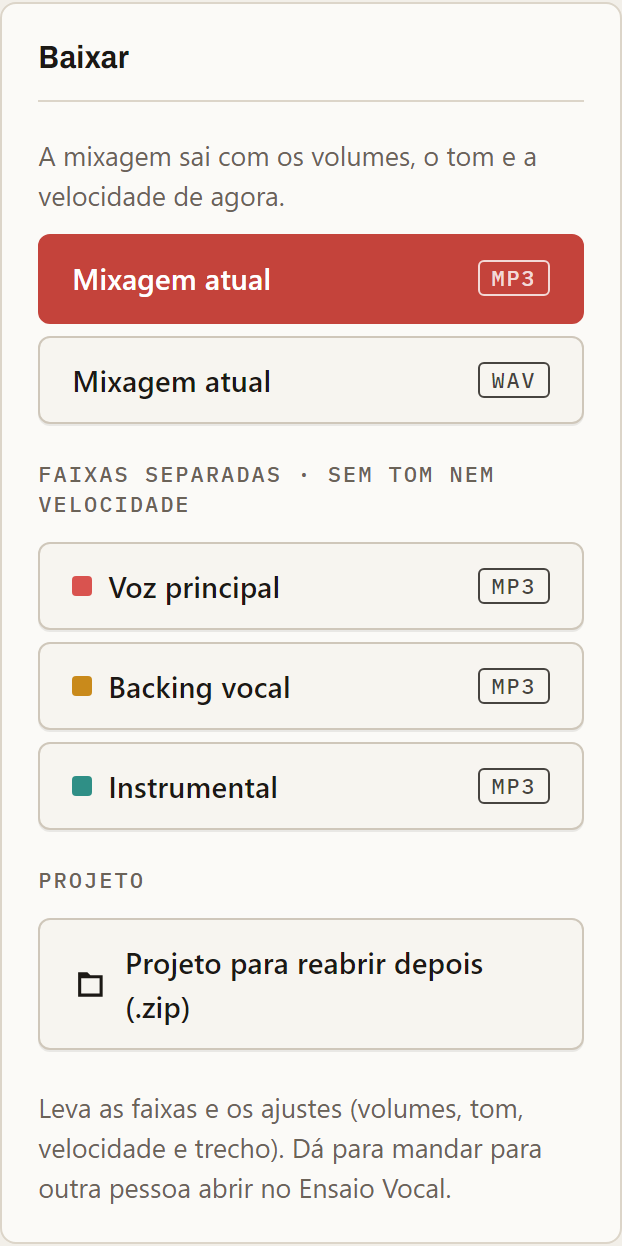 Baixar
A mixagem sai com os volumes, o tom e a
velocidade de agora.
Mixagem atual MP3
Mixagem atual WAV
FAIXAS SEPARADAS · SEM TOM NEM
VELOCIDADE
Voz principal MP3
Backing vocal MP3
Instrumental MP3
PROJETO
Projeto para reabrir depois
(.zip)
Leva as faixas e os ajustes (volumes, tom,
velocidade e trecho). Dá para mandar para
outra pessoa abrir no Ensaio Vocal.